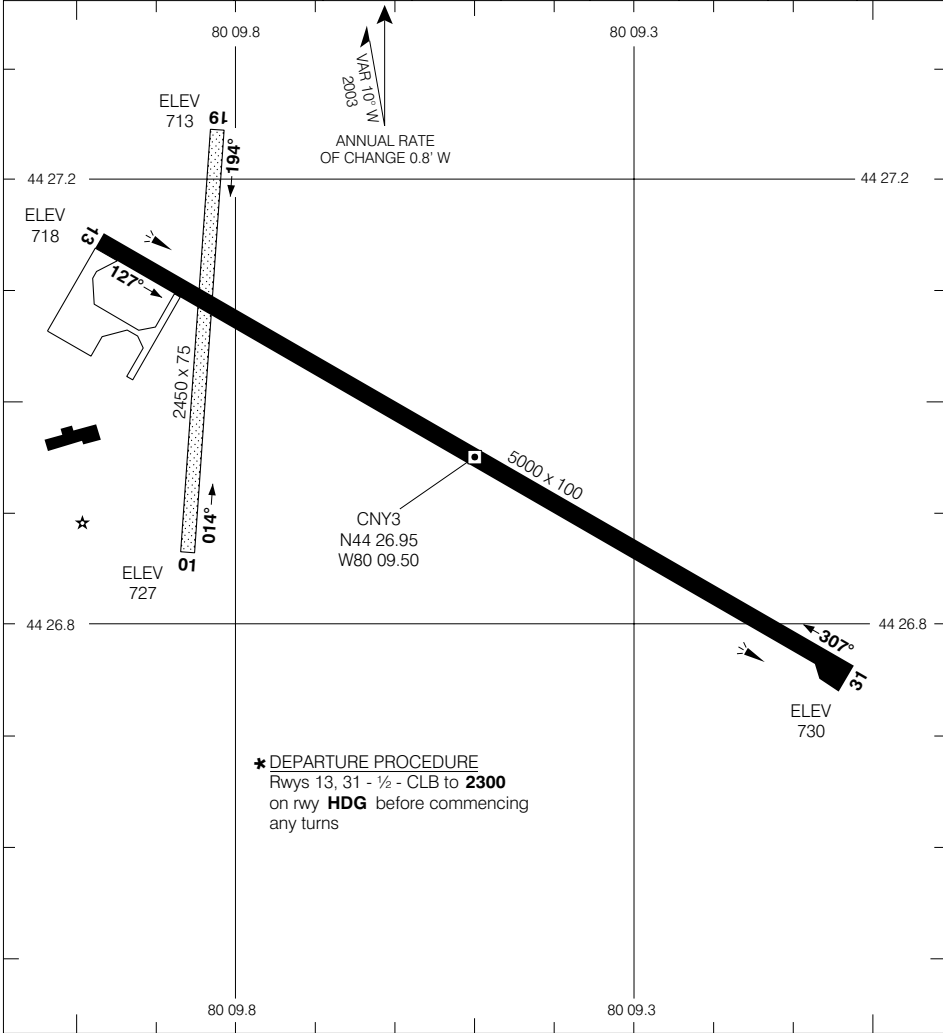 80 09.8
80 09.3
VAR 10° W
2003
ANNUAL RATE
OF CHANGE 0.8' W
ELEV
713
19
194°
44 27.2
44 27.2
ELEV
718
13
127°
2450 x 75
5000 x 100
CNY3
N44 26.95
W80 09.50
014°
01
ELEV
727
44 26.8
44 26.8
307°
31
ELEV
730
* DEPARTURE PROCEDURE
Rwys 13, 31 - ½ - CLB to 2300
on rwy HDG before commencing
any turns
80 09.8
80 09.3